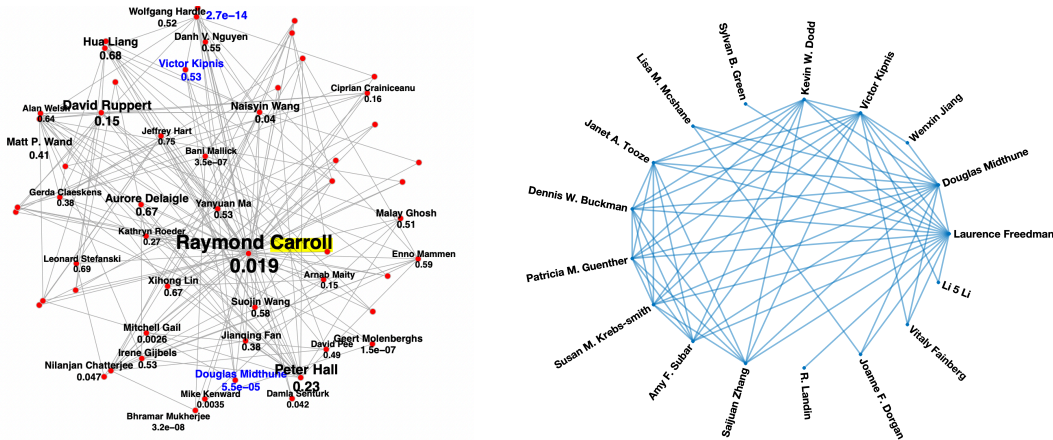 Wolfgang Hardle
0.52
2.7e−14
Danh V. Nguyen
0.55
Hua Liang
0.68
Victor Kipnis
0.53
Ciprian Crainiceanu
0.16
Alan Welsh
0.64
David Ruppert
0.15
Naisyin Wang
0.04
Matt P. Wand
0.41
Jeffrey Hart
0.75
Bani Mallick
3.5e−07
Gerda Claeskens
0.38
Aurore Delaigle
0.67
Yanyuan Ma
0.53
Malay Ghosh
0.51
Kathryn Roeder
0.27
Raymond Carroll
0.019
Leonard Stefanski
0.69
Enno Mammen
0.59
Xihong Lin
0.67
Arnab Maity
0.15
Suojin Wang
0.58
Mitchell Gail
0.0026
Jianqing Fan
0.38
David Pee
0.49
Geert Molenberghs
1.5e−07
Irene Gijbels
0.53
Nilanjan Chatterjee
0.047
Douglas Midthune
5.5e−05
Peter Hall
0.23
Mike Kenward
0.0035
Damla Senturk
0.042
Bhramar Mukherjee
3.2e−08
Kevin W. Dodd
Victor Kipnis
Wenxin Jiang
Douglas Midthune
Laurence Freedman
Li 5 Li
Vitaly Fainberg
Joanne F. Dorgan
R. Landin
Saijuan Zhang
Amy F. Subar
Susan M. Krebs-smith
Patricia M. Guenther
Dennis W. Buckman
Janet A. Tooze
Lisa M. Mcshane
Sylvan B. Green